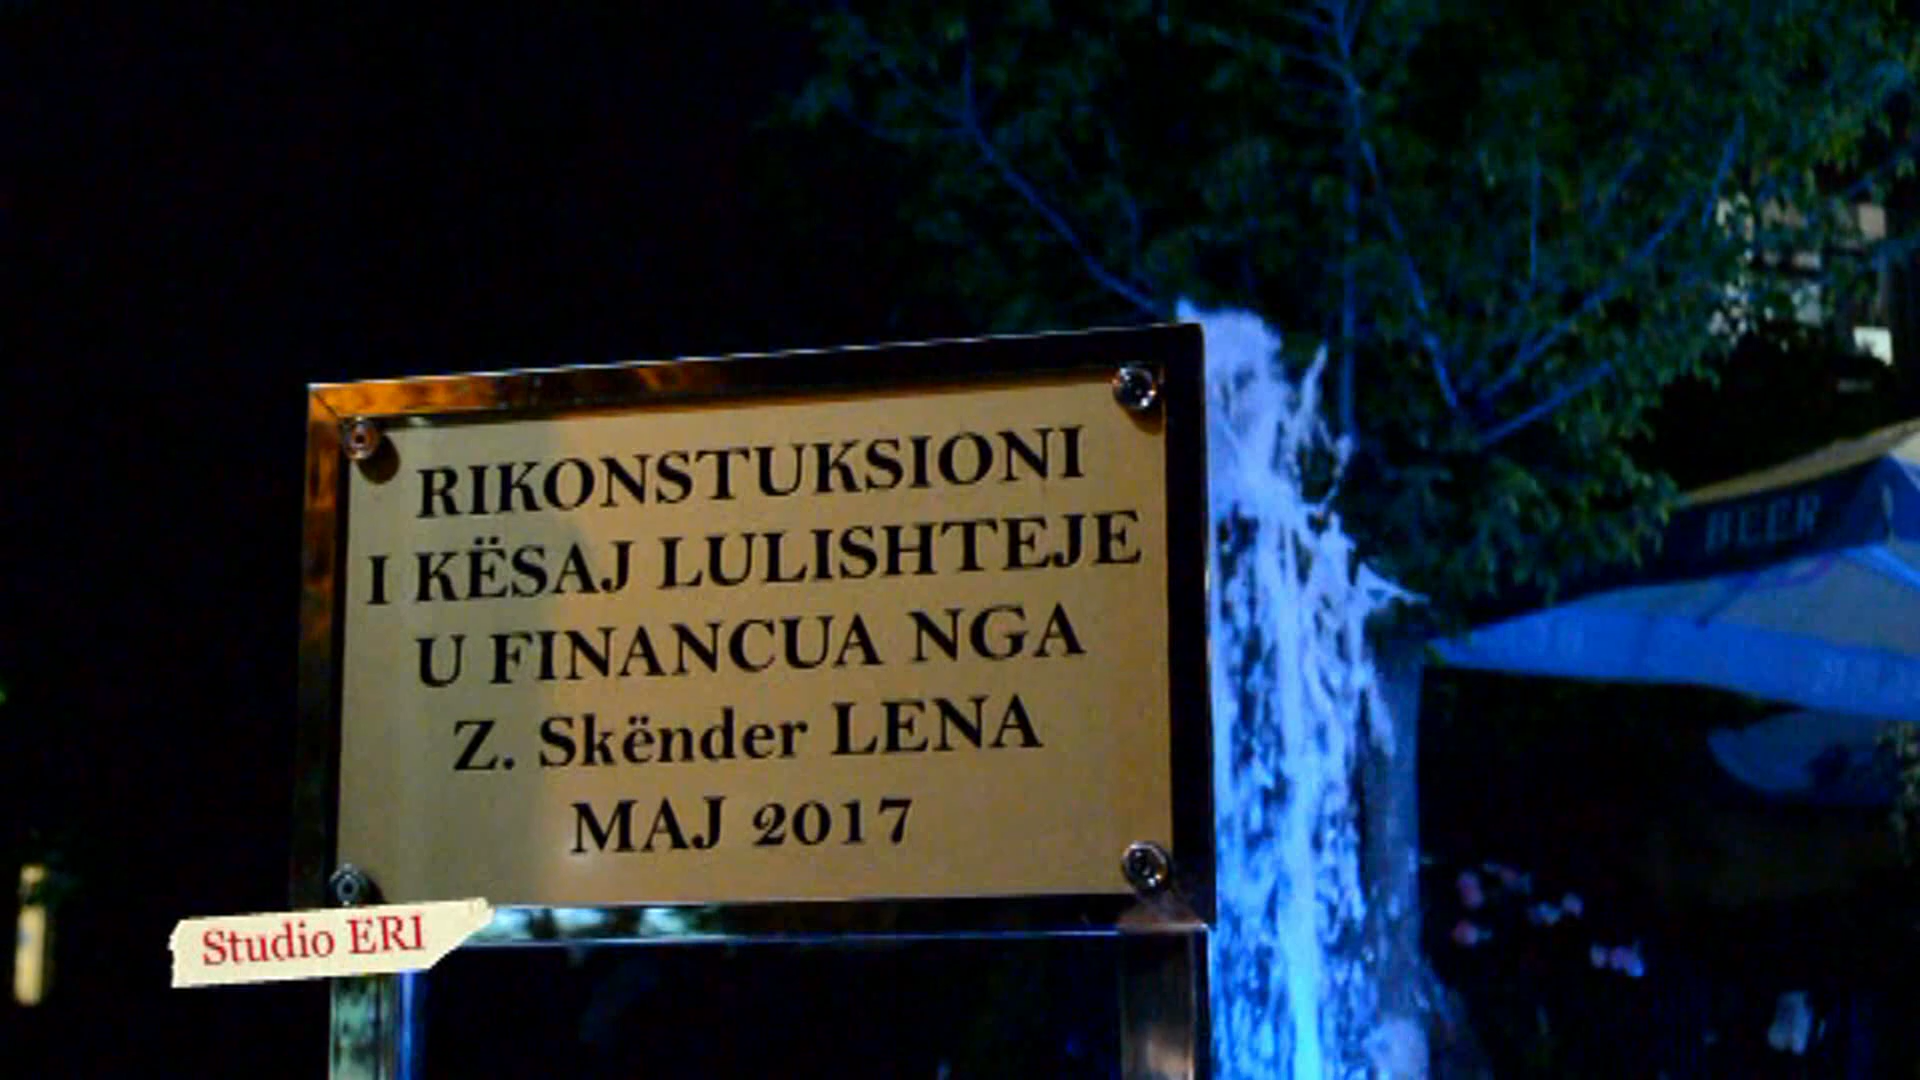 RIKONSTUKSIONI
I KËSAJ LULISHTEJE
U FINANCUA NGA
Z. Skënder LENA
MAJ 2017
Studio ERI
BEER